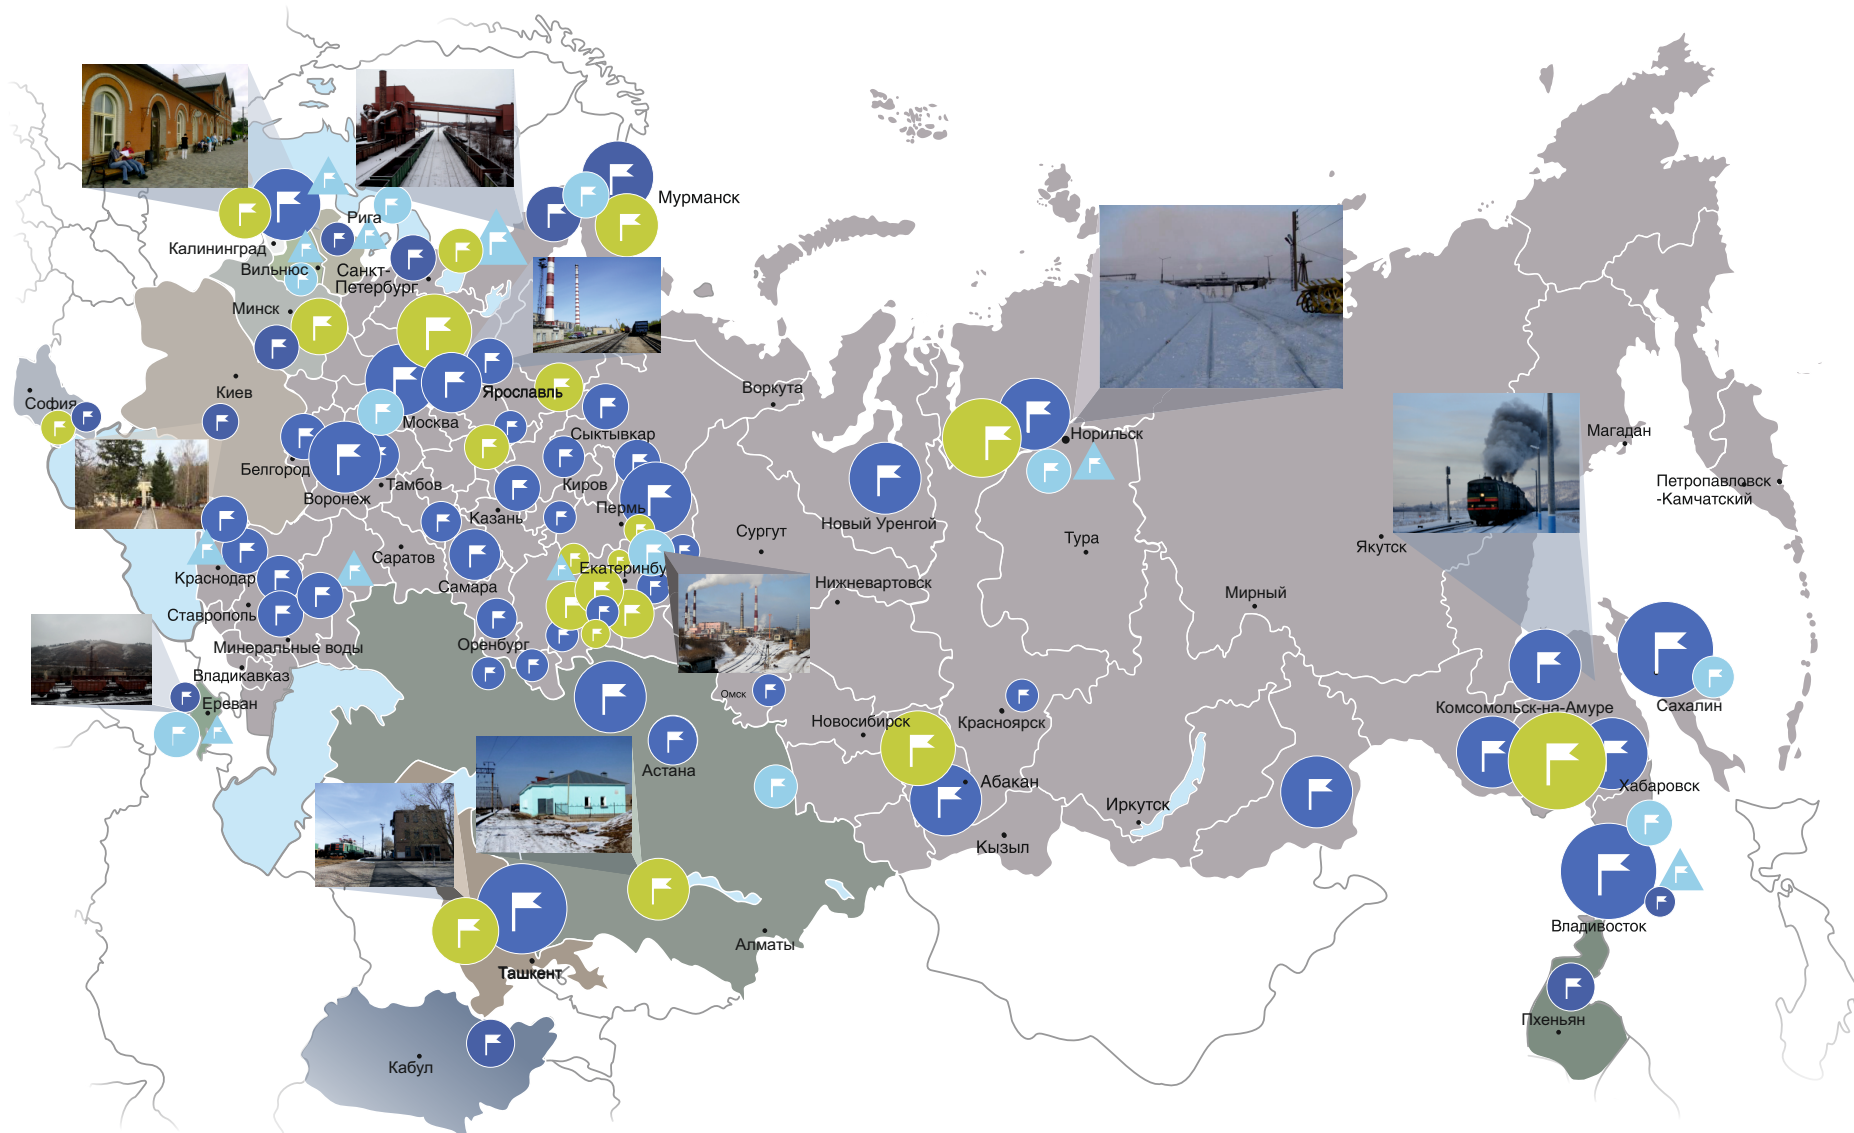 Мурманск
Рига
Калининград
Вильнюс
Санкт-
Петербург
Минск
Киев
София
Ярославль
Москва
Воркута
Сыктывкар
Норильск
Магадан
Белгород
Воронеж
Тамбов
Киров
Казань
Пермь
Новый Уренгой
Петропавловск
-Камчатский
Сургут
Тура
Якутск
Краснодар
Саратов
Самара
Екатеринбу
Нижневартовск
Мирный
Ставрополь
Минеральные воды
Оренбург
Владикавказ
Ереван
Омск
Новосибирск
Красноярск
Комсомольск-на-Амуре
Сахалин
Астана
Абакан
Иркутск
Хабаровск
Кызыл
Алматы
Владивосток
Ташкент
Пхеньян
Кабул